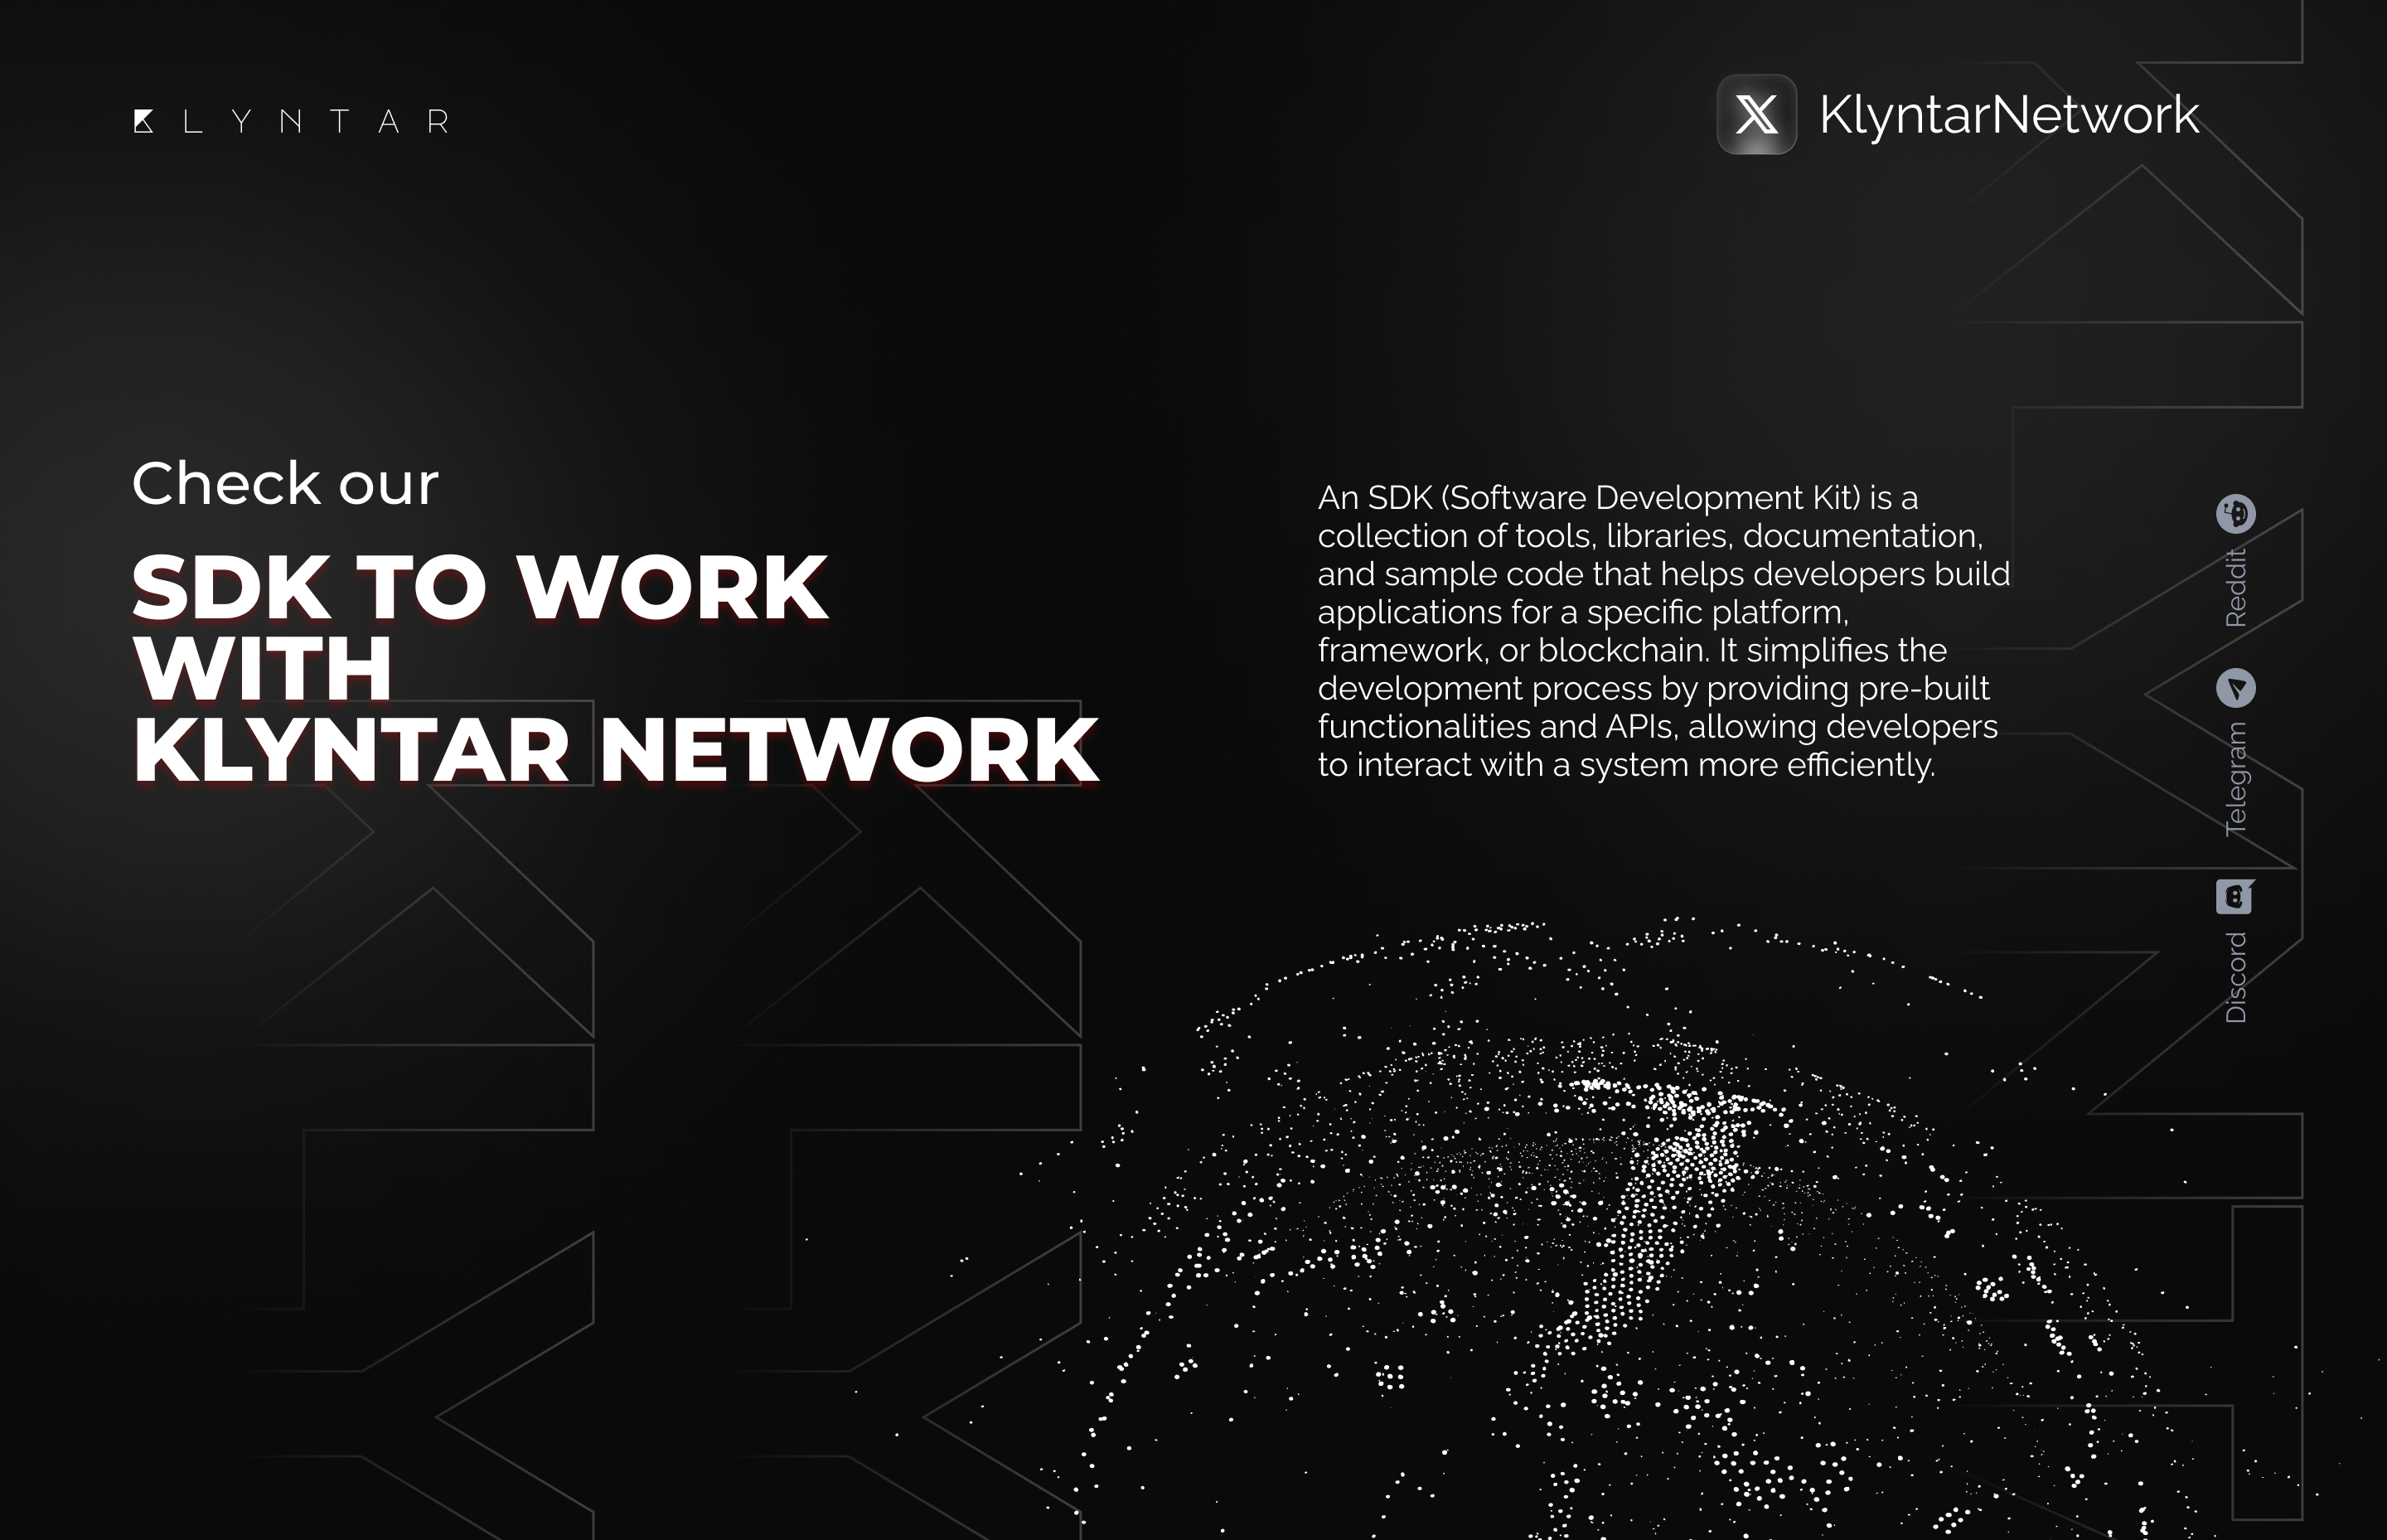 KLYNTAR
KlyntarNetwork
Check our
SDK TO WORK
WITH
KLYNTAR NETWORK
An SDK (Software Development Kit) is a
collection of tools, libraries, documentation,
and sample code that helps developers build
applications for a specific platform,
framework, or blockchain. It simplifies the
development process by providing pre-built
functionalities and APIs, allowing developers
to interact with a system more efficiently.
Reddit
Telegram
Discord